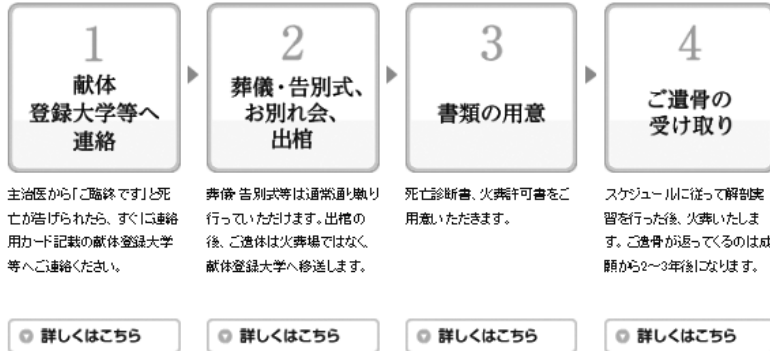 1
献体
登録大学等へ
連絡
主治医から「ご臨終です」と死
亡が告げられたら、すぐに連絡
用カード記載の献体登録大学
等へご連絡ください。
詳しくはこちら
2
葬儀・告別式、
お別れ会、
出棺
葬儀・告別式等は通常通り執り
行っていただけます。出棺の
後、ご遺体は火葬場ではなく、
献体登録大学へ移送します。
詳しくはこちら
3
書類の用意
死亡診断書、火葬許可書をご
用意いただきます。
詳しくはこちら
4
ご遺骨の
受け取り
スケジュールに従って解剖実
習を行った後、火葬いたしま
す。ご遺骨が返ってくるのは成
願から2～3年後になります。
詳しくはこちら